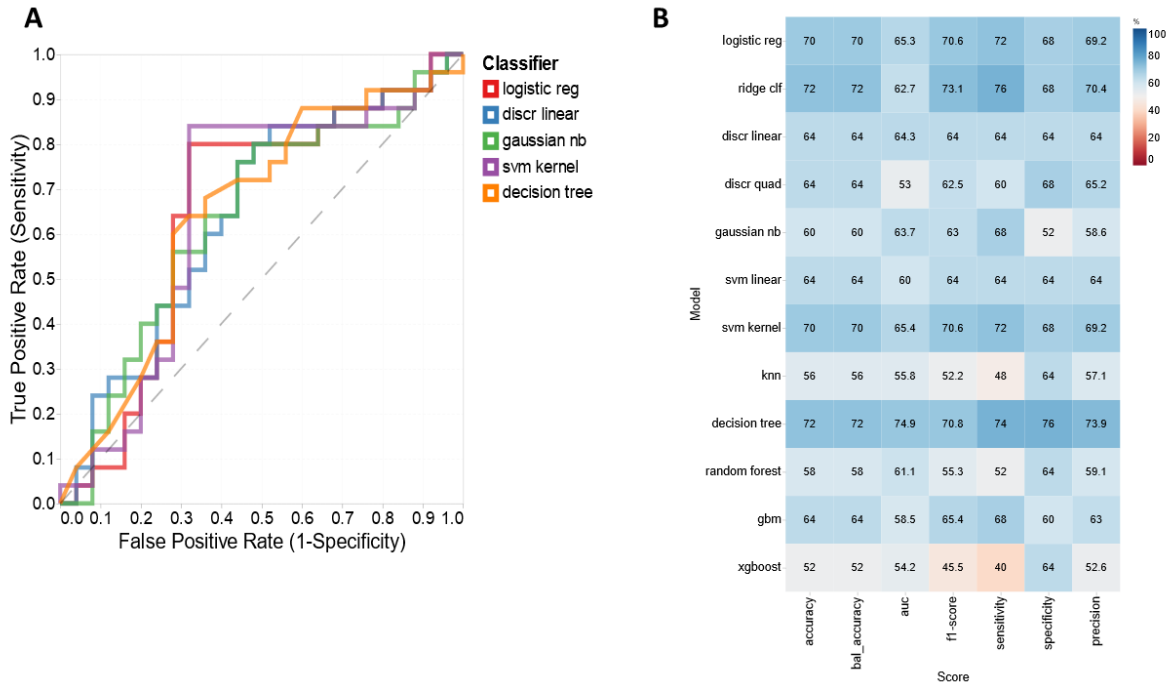 A
1.0
0.9
0.8
0.7
0.6
0.5
0.4
0.3
0.2
0.1
0.0
True Positive Rate (Sensitivity)
0.0 0.1 0.2 0.3 0.4 0.5 0.6 0.7 0.8 0.9 1.0
False Positive Rate (1-Specificity)
Classifier
logistic reg
discr linear
gaussian nb
svm kernel
decision tree
B
Model
logistic reg 70 70 65.3 70.6 72 68 69.2
ridge clf 72 72 62.7 73.1 76 68 70.4
discr linear 64 64 64.3 64 64 64 64
discr quad 64 64 53 62.5 60 68 65.2
gaussian nb 60 60 63.7 63 68 52 58.6
svm linear 64 64 60 64 64 64 64
svm kernel 70 70 65.4 70.6 72 68 69.2
knn 56 56 55.8 52.2 48 64 57.1
decision tree 72 72 74.9 70.8 74 76 73.9
random forest 58 58 61.1 55.3 52 64 59.1
gbm 64 64 58.5 65.4 68 60 63
xgboost 52 52 54.2 45.5 40 64 52.6
accuracy bal_accuracy auc f1-score sensitivity specificity precision
Score
%
100
80
60
40
20
0